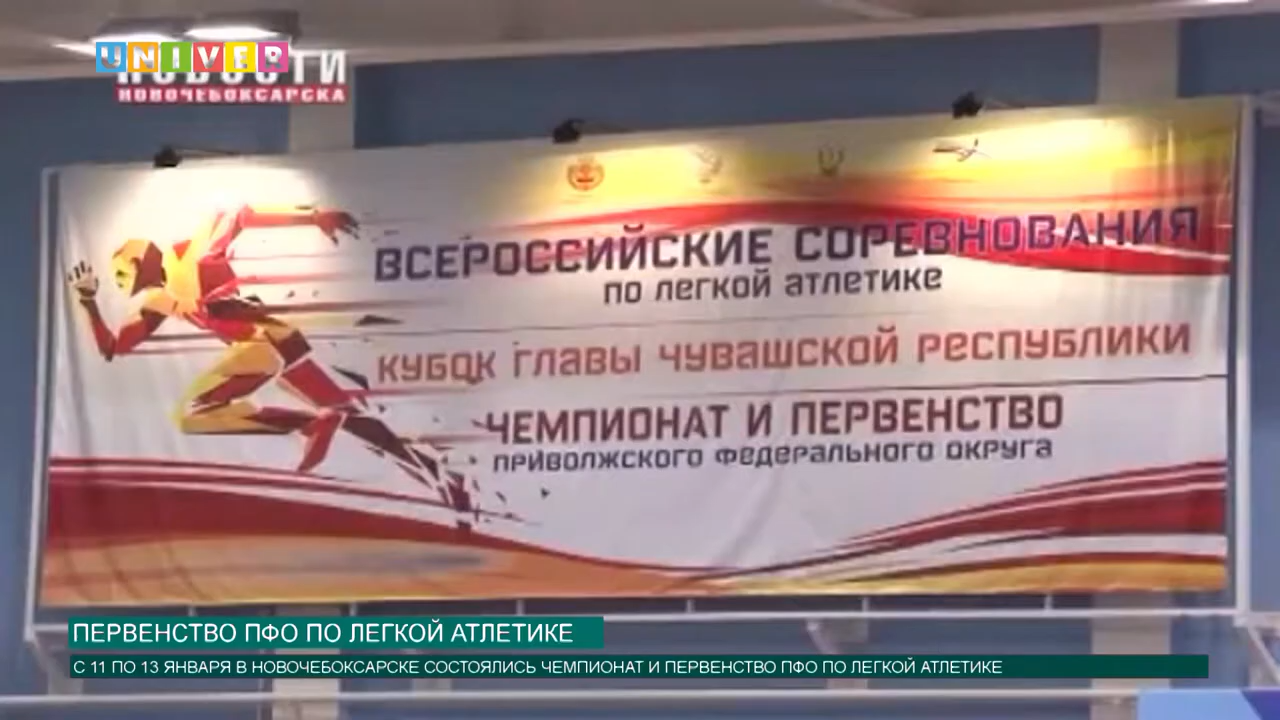 UNIVER
НОВОСТИ
НОВОЧЕБОКСАРСКА
ВСЕРОССИЙСКИЕ СОРЕВНОВАНИЯ
ПО ЛЕГКОЙ АТЛЕТИКЕ
КУБОК ГЛАВЫ ЧУВАШСКОЙ РЕСПУБЛИКИ
ЧЕМПИОНАТ И ПЕРВЕНСТВО
ПРИВОЛЖСКОГО ФЕДЕРАЛЬНОГО ОКРУГА
ПЕРВЕНСТВО ПФО ПО ЛЕГКОЙ АТЛЕТИКЕ
С 11 ПО 13 ЯНВАРЯ В НОВОЧЕБОКСАРСКЕ СОСТОЯЛИСЬ ЧЕМПИОНАТ И ПЕРВЕНСТВО ПФО ПО ЛЕГКОЙ АТЛЕТИКЕ